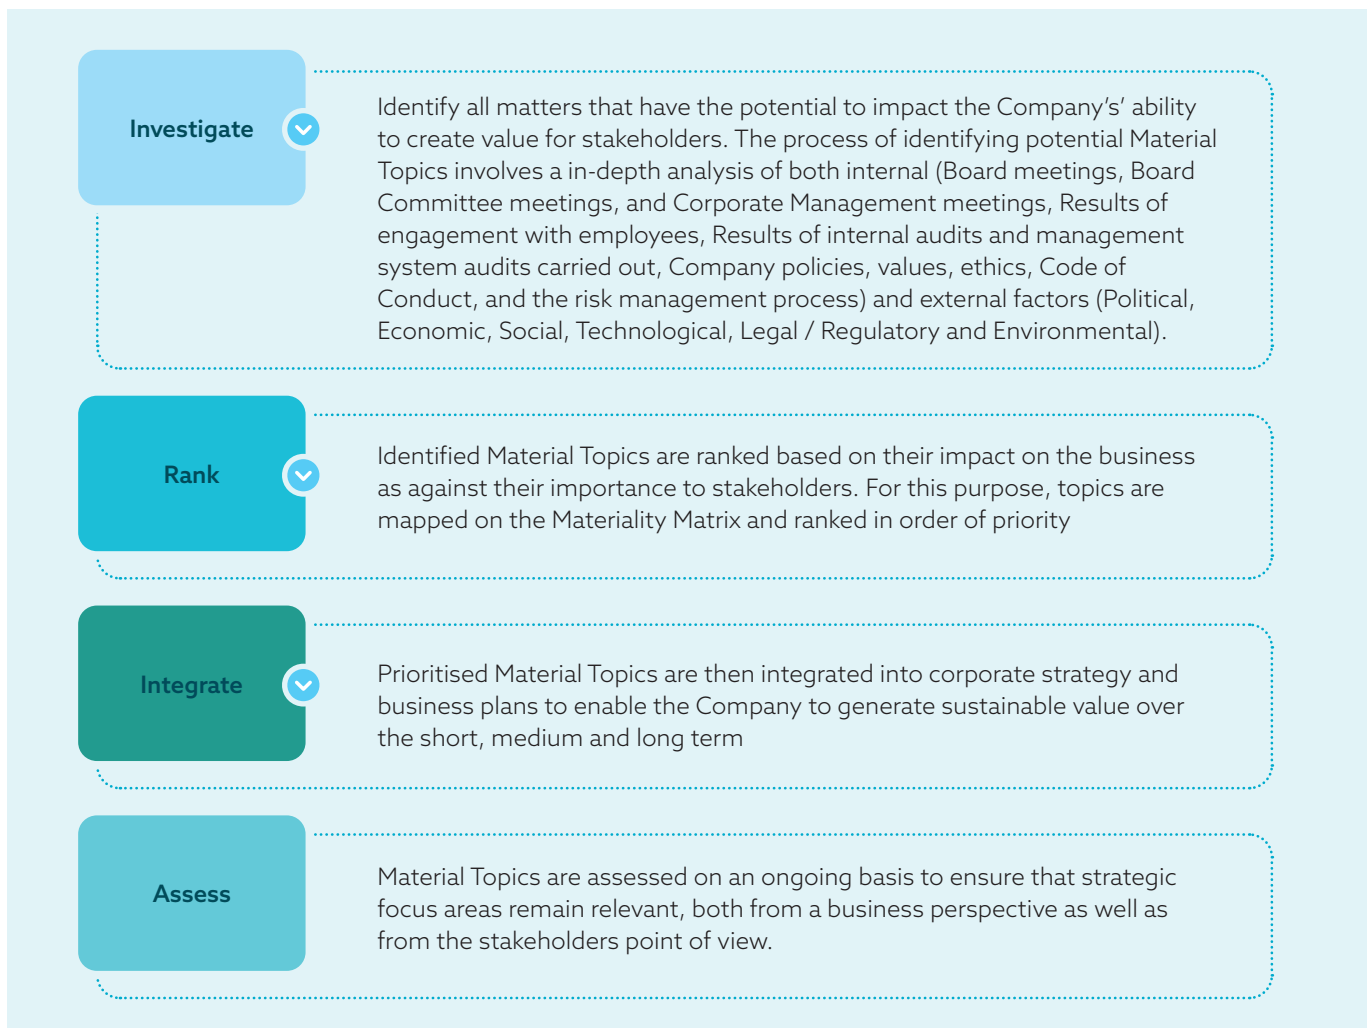 Investigate
Identify all matters that have the potential to impact the Company's' ability
to create value for stakeholders. The process of identifying potential Material
Topics involves a in-depth analysis of both internal (Board meetings, Board
Committee meetings, and Corporate Management meetings, Results of
engagement with employees, Results of internal audits and management
system audits carried out, Company policies, values, ethics, Code of
Conduct, and the risk management process) and external factors (Political,
Economic, Social, Technological, Legal / Regulatory and Environmental).
Rank
Identified Material Topics are ranked based on their impact on the business
as against their importance to stakeholders. For this purpose, topics are
mapped on the Materiality Matrix and ranked in order of priority
Integrate
Prioritised Material Topics are then integrated into corporate strategy and
business plans to enable the Company to generate sustainable value over
the short, medium and long term
Assess
Material Topics are assessed on an ongoing basis to ensure that strategic
focus areas remain relevant, both from a business perspective as well as
from the stakeholders point of view.